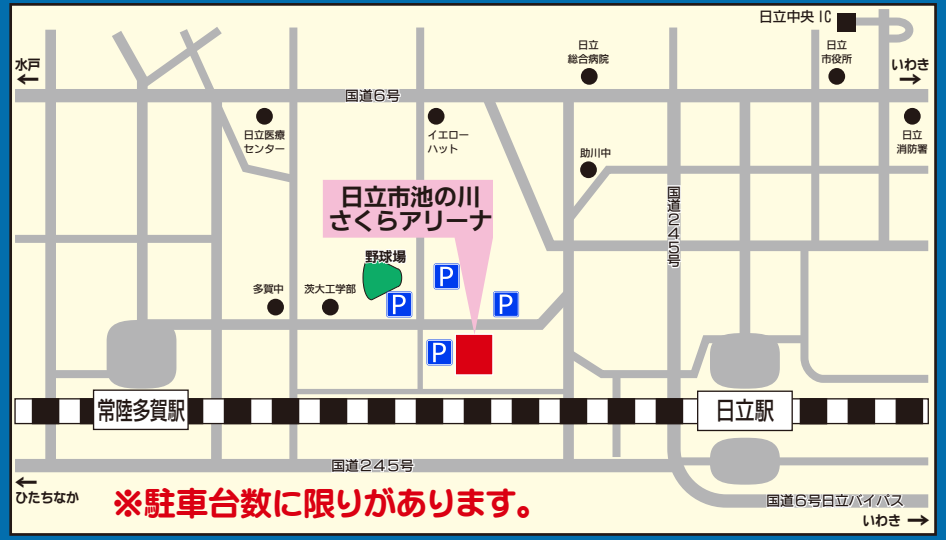 日立中央IC
水戸
←
日立
総合病院
日立
市役所
いわき
→
国道6号
日立医療
センター
イエロー
ハット
日立
消防署
助川中
日立市池の川
さくらアリーナ
国道245号
野球場
多賀中
茨大工学部
P
P
P
P
常陸多賀駅
日立駅
国道245号
←
ひたちなか
※駐車台数に限りがあります。
国道6号日立バイパス
いわき →